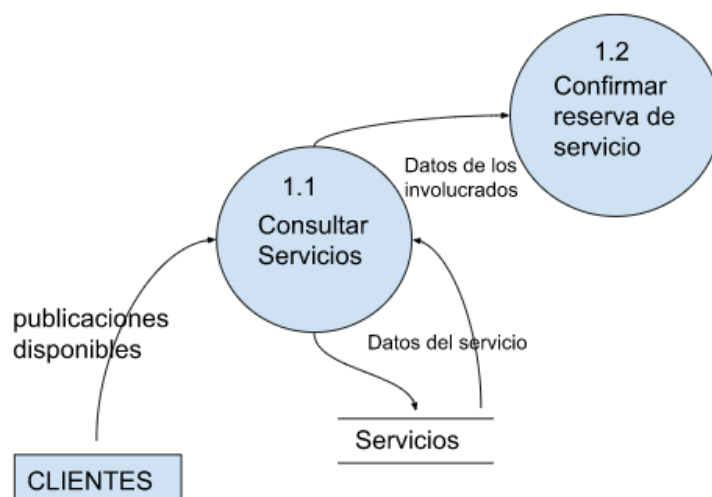 1.2
Confirmar
reserva de
servicio
Datos de los
involucrados
1.1
Consultar
Servicios
publicaciones
disponibles
Datos del servicio
Servicios
CLIENTES